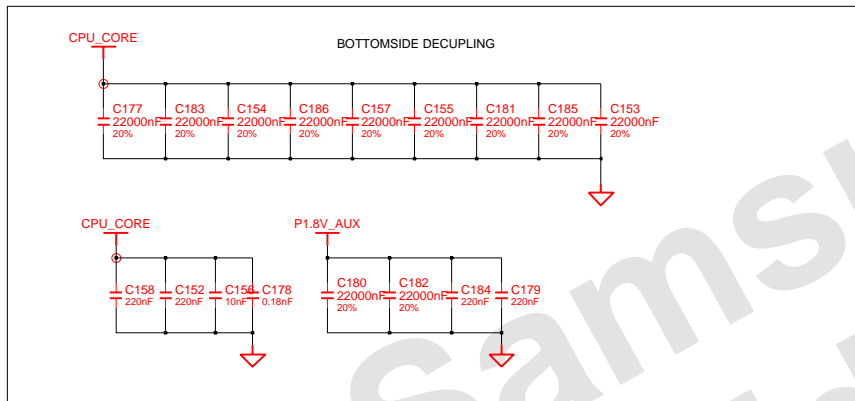 CPU_CORE
BOTTOMSIDE DECUPLING
C177 C183 C154 C186 C157 C155 C181 C185 C153
22000nF 22000nF 22000nF 22000nF 22000nF 22000nF 22000nF 22000nF 22000nF
20% 20% 20% 20% 20% 20% 20% 20% 20%
CPU_CORE P1.8V_AUX
C158 C152 C156 C178 C180 C182 C184 C179
220nF 220nF 10nF 0.18nF 22000nF 22000nF 220nF 220nF
20% 20%
Samsu